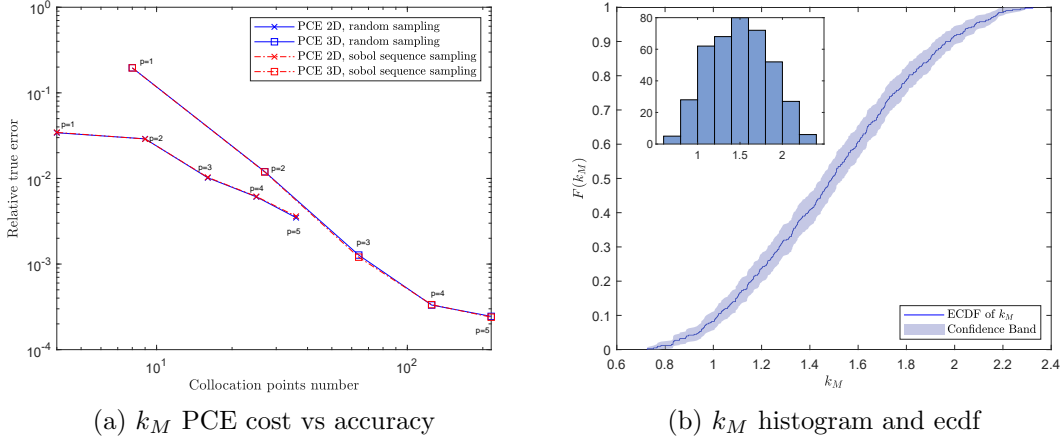 10^0
10^-1
10^-2
10^-3
10^-4
Relative true error
10^1
10^2
Collocation points number
PCE 2D, random sampling
PCE 3D, random sampling
PCE 2D, sobol sequence sampling
PCE 3D, sobol sequence sampling
p=1
p=2
p=3
p=4
p=5
p=1
p=2
p=3
p=4
p=5
(a) k_M PCE cost vs accuracy
1
0.9
0.8
0.7
0.6
0.5
0.4
0.3
0.2
0.1
0
F(k_M)
80
60
40
20
0
1
1.5
2
ECDF of k_M
Confidence Band
0.6 0.8 1 1.2 1.4 1.6 1.8 2 2.2 2.4
k_M
(b) k_M histogram and ecdf